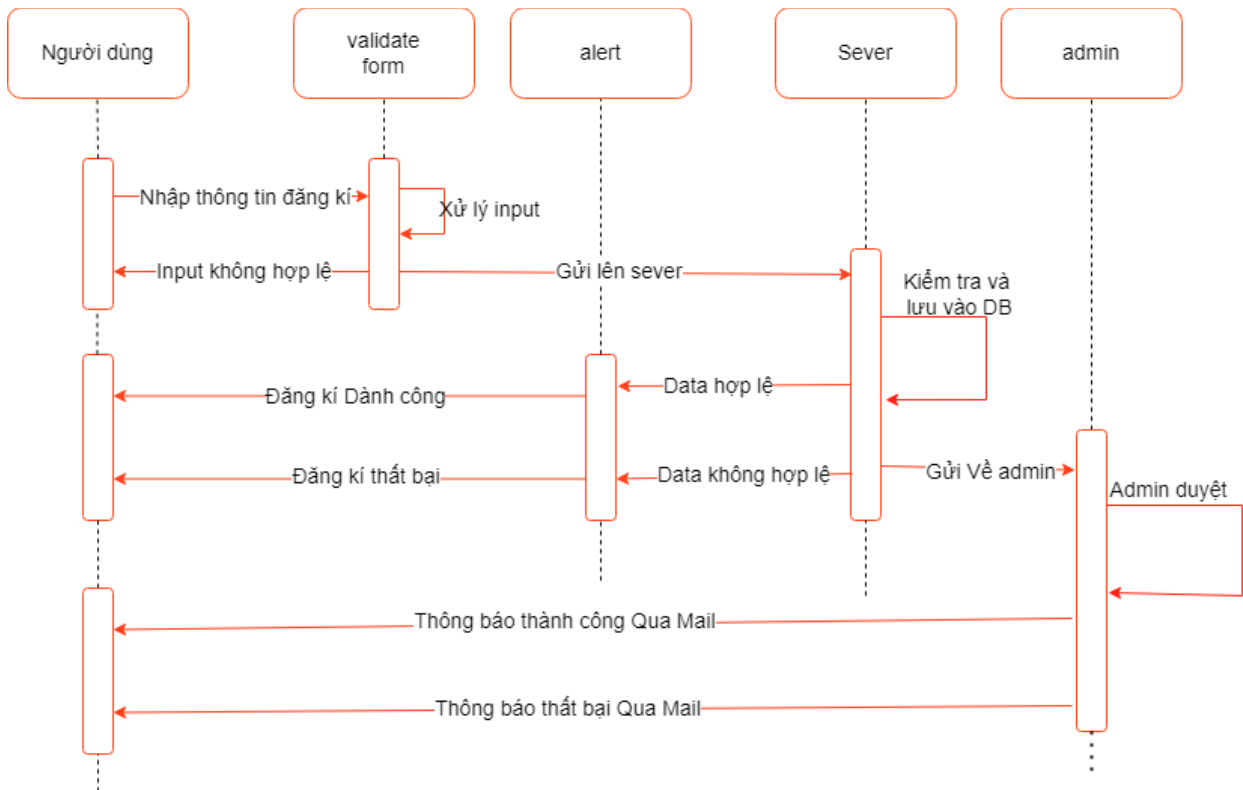 Người dùng
validate
form
alert
Sever
admin
Nhập thông tin đăng kí
Xử lý input
Input không hợp lệ
Gửi lên sever
Kiểm tra và
lưu vào DB
Data hợp lệ
Đăng kí Dành công
Data không hợp lệ
Đăng kí thất bại
Gửi Về admin
Admin duyệt
Thông báo thành công Qua Mail
Thông báo thất bại Qua Mail